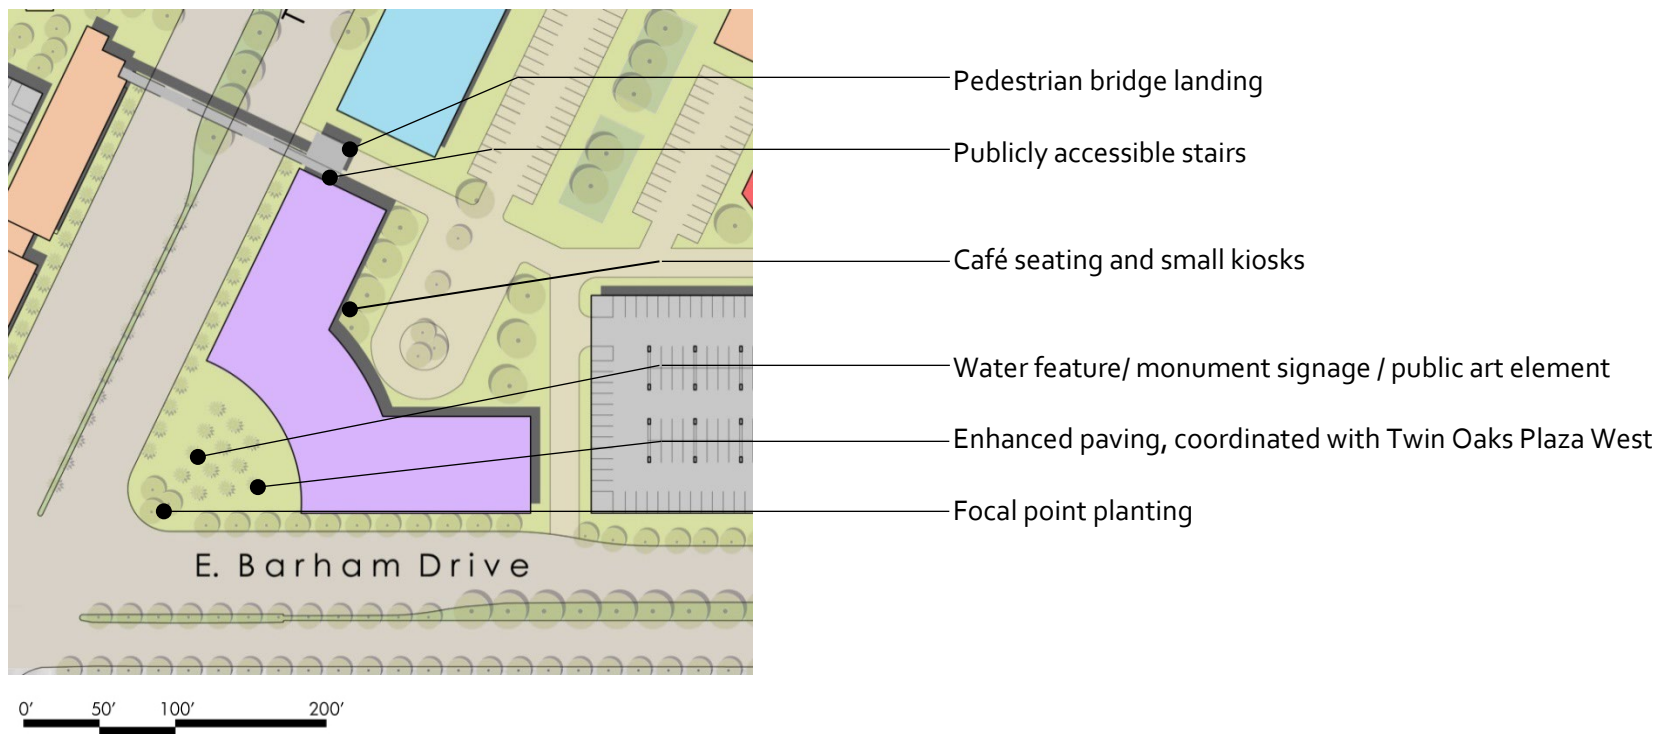 T
Pedestrian bridge landing
Publicly accessible stairs
Café seating and small kiosks
Water feature/ monument signage / public art element
Enhanced paving, coordinated with Twin Oaks Plaza West
Focal point planting
E. Barham Drive
0' 50' 100' 200'